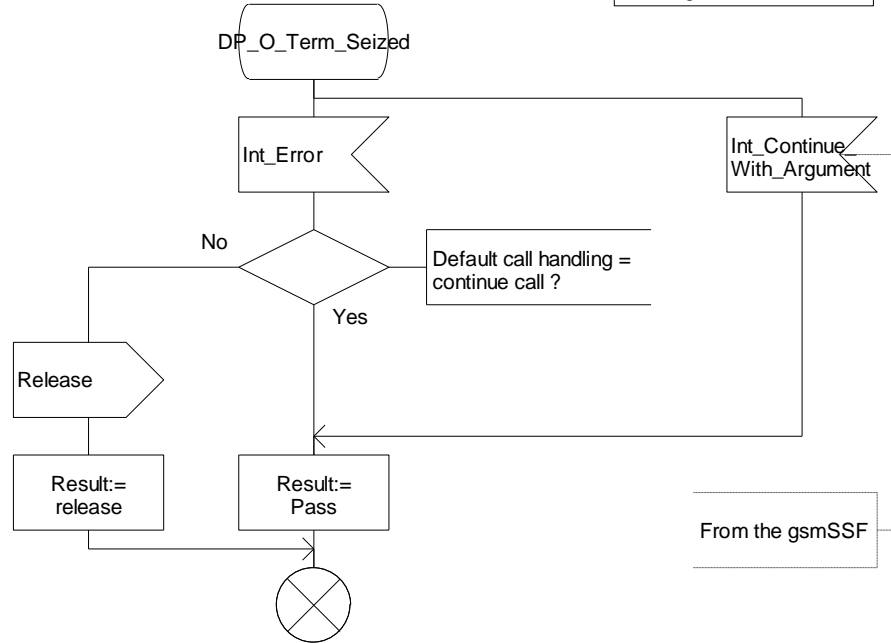 DP_O_Term_Seized
Int_Error
Int_Continue_
With_Argument
No
Default call handling =
continue call ?
Yes
Release
Result:=
release
Result:=
Pass
From the gsmSSF